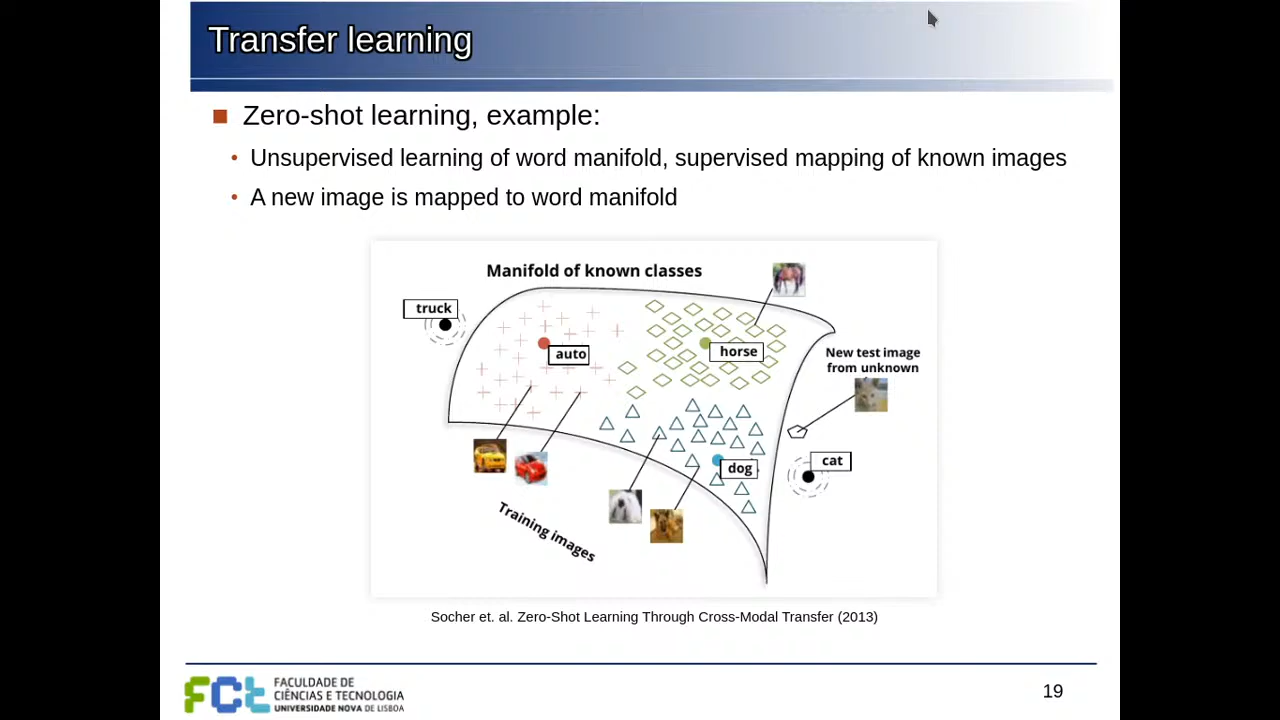 Transfer learning
Zero-shot learning, example:
Unsupervised learning of word manifold, supervised mapping of known images
A new image is mapped to word manifold
Manifold of known classes
truck
auto
horse
New test image
from unknown
cat
dog
Training images
Socher et. al. Zero-Shot Learning Through Cross-Modal Transfer (2013)
FCt
FACULDADE DE
CIÊNCIAS E TECNOLOGIA
UNIVERSIDADE NOVA DE LISBOA
19